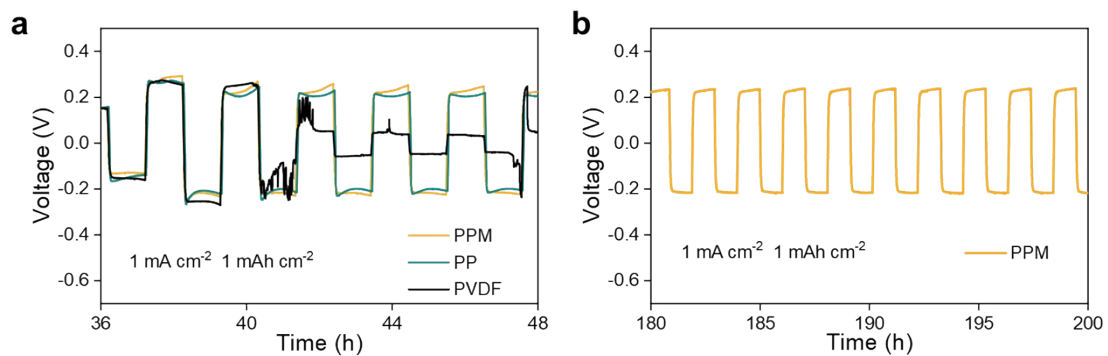 a
Voltage (V)
0.4
0.2
0.0
-0.2
-0.4
-0.6
1 mA cm⁻² 1 mAh cm⁻²
PPM
PP
PVDF
36 40 44 48
Time (h)
b
Voltage (V)
0.4
0.2
0.0
-0.2
-0.4
-0.6
1 mA cm⁻² 1 mAh cm⁻²
PPM
180 185 190 195 200
Time (h)